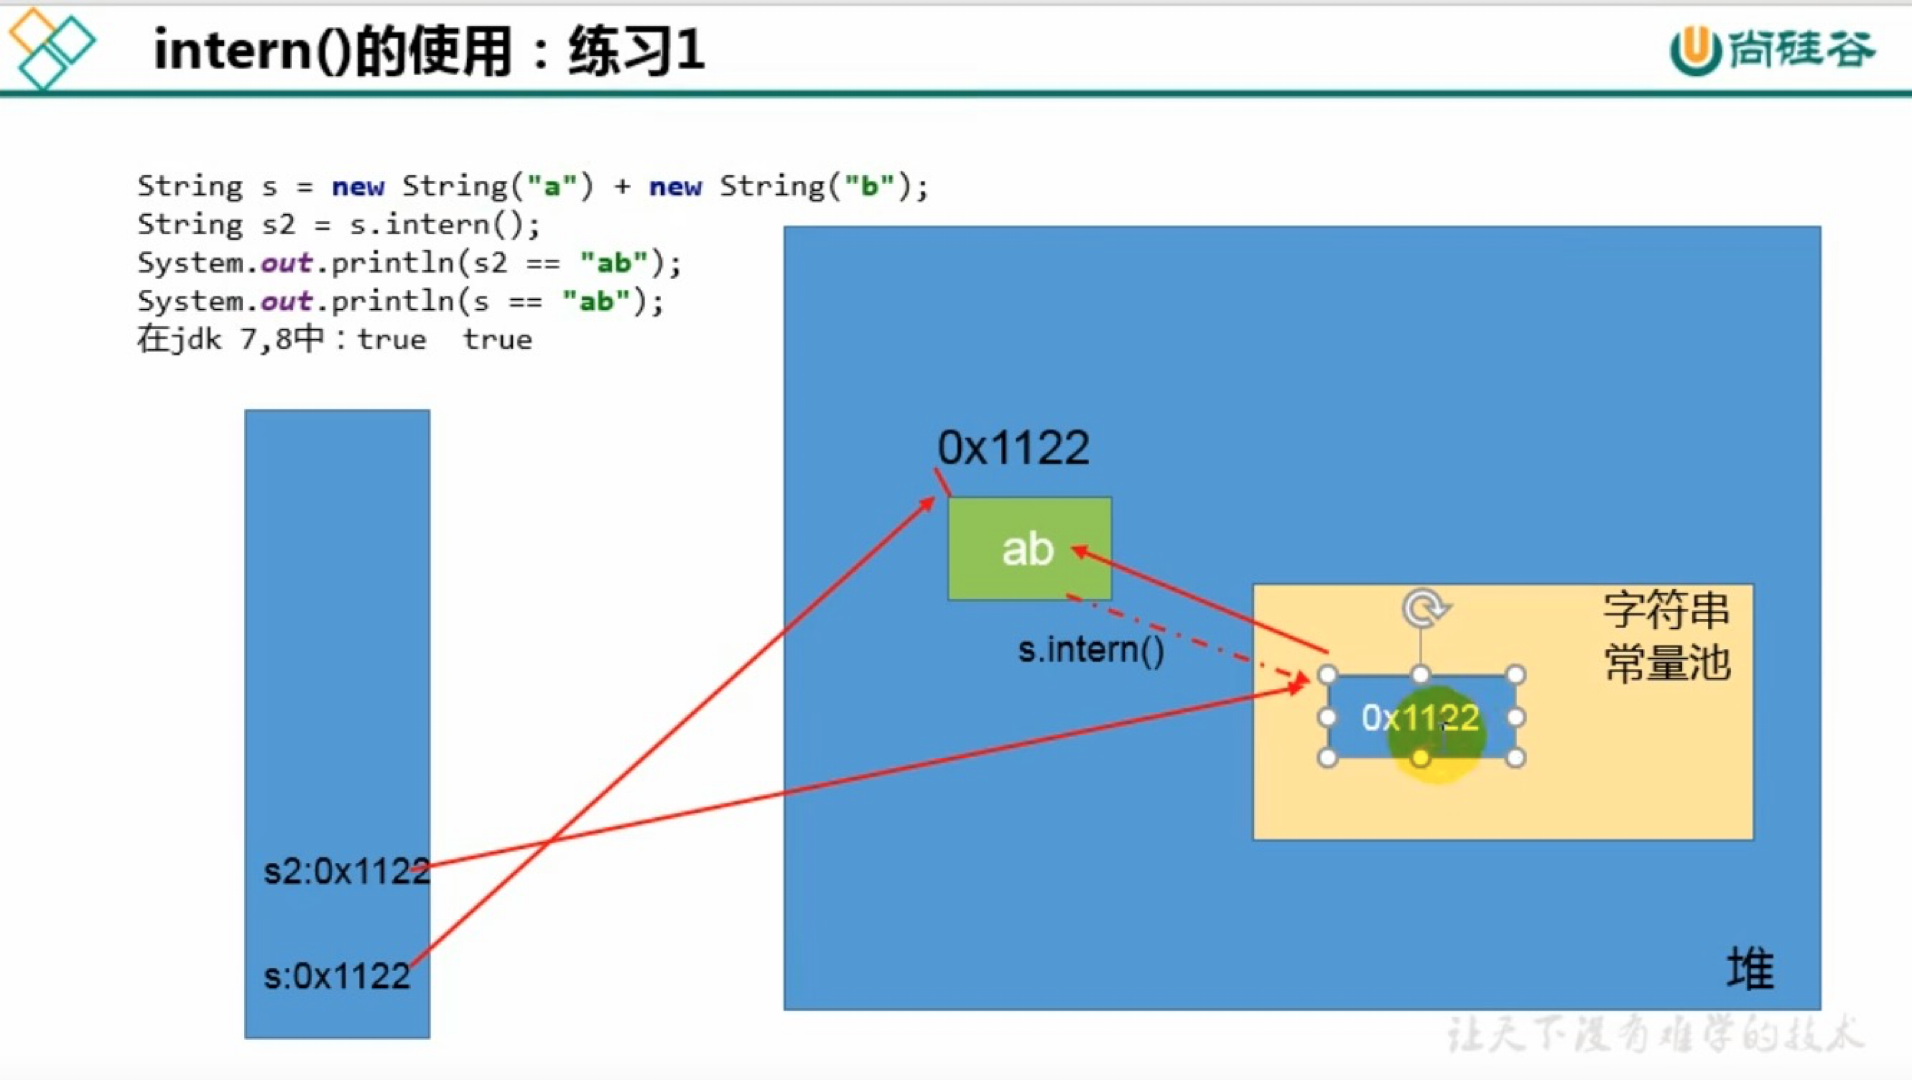 intern()的使用：练习1
尚硅谷
String s = new String("a") + new String("b");
String s2 = s.intern();
System.out.println(s2 == "ab");
System.out.println(s == "ab");
在jdk 7,8中：true  true
0x1122
ab
s.intern()
字符串
常量池
0x1122
s2:0x1122
s:0x1122
堆
让天下没有难学的技术